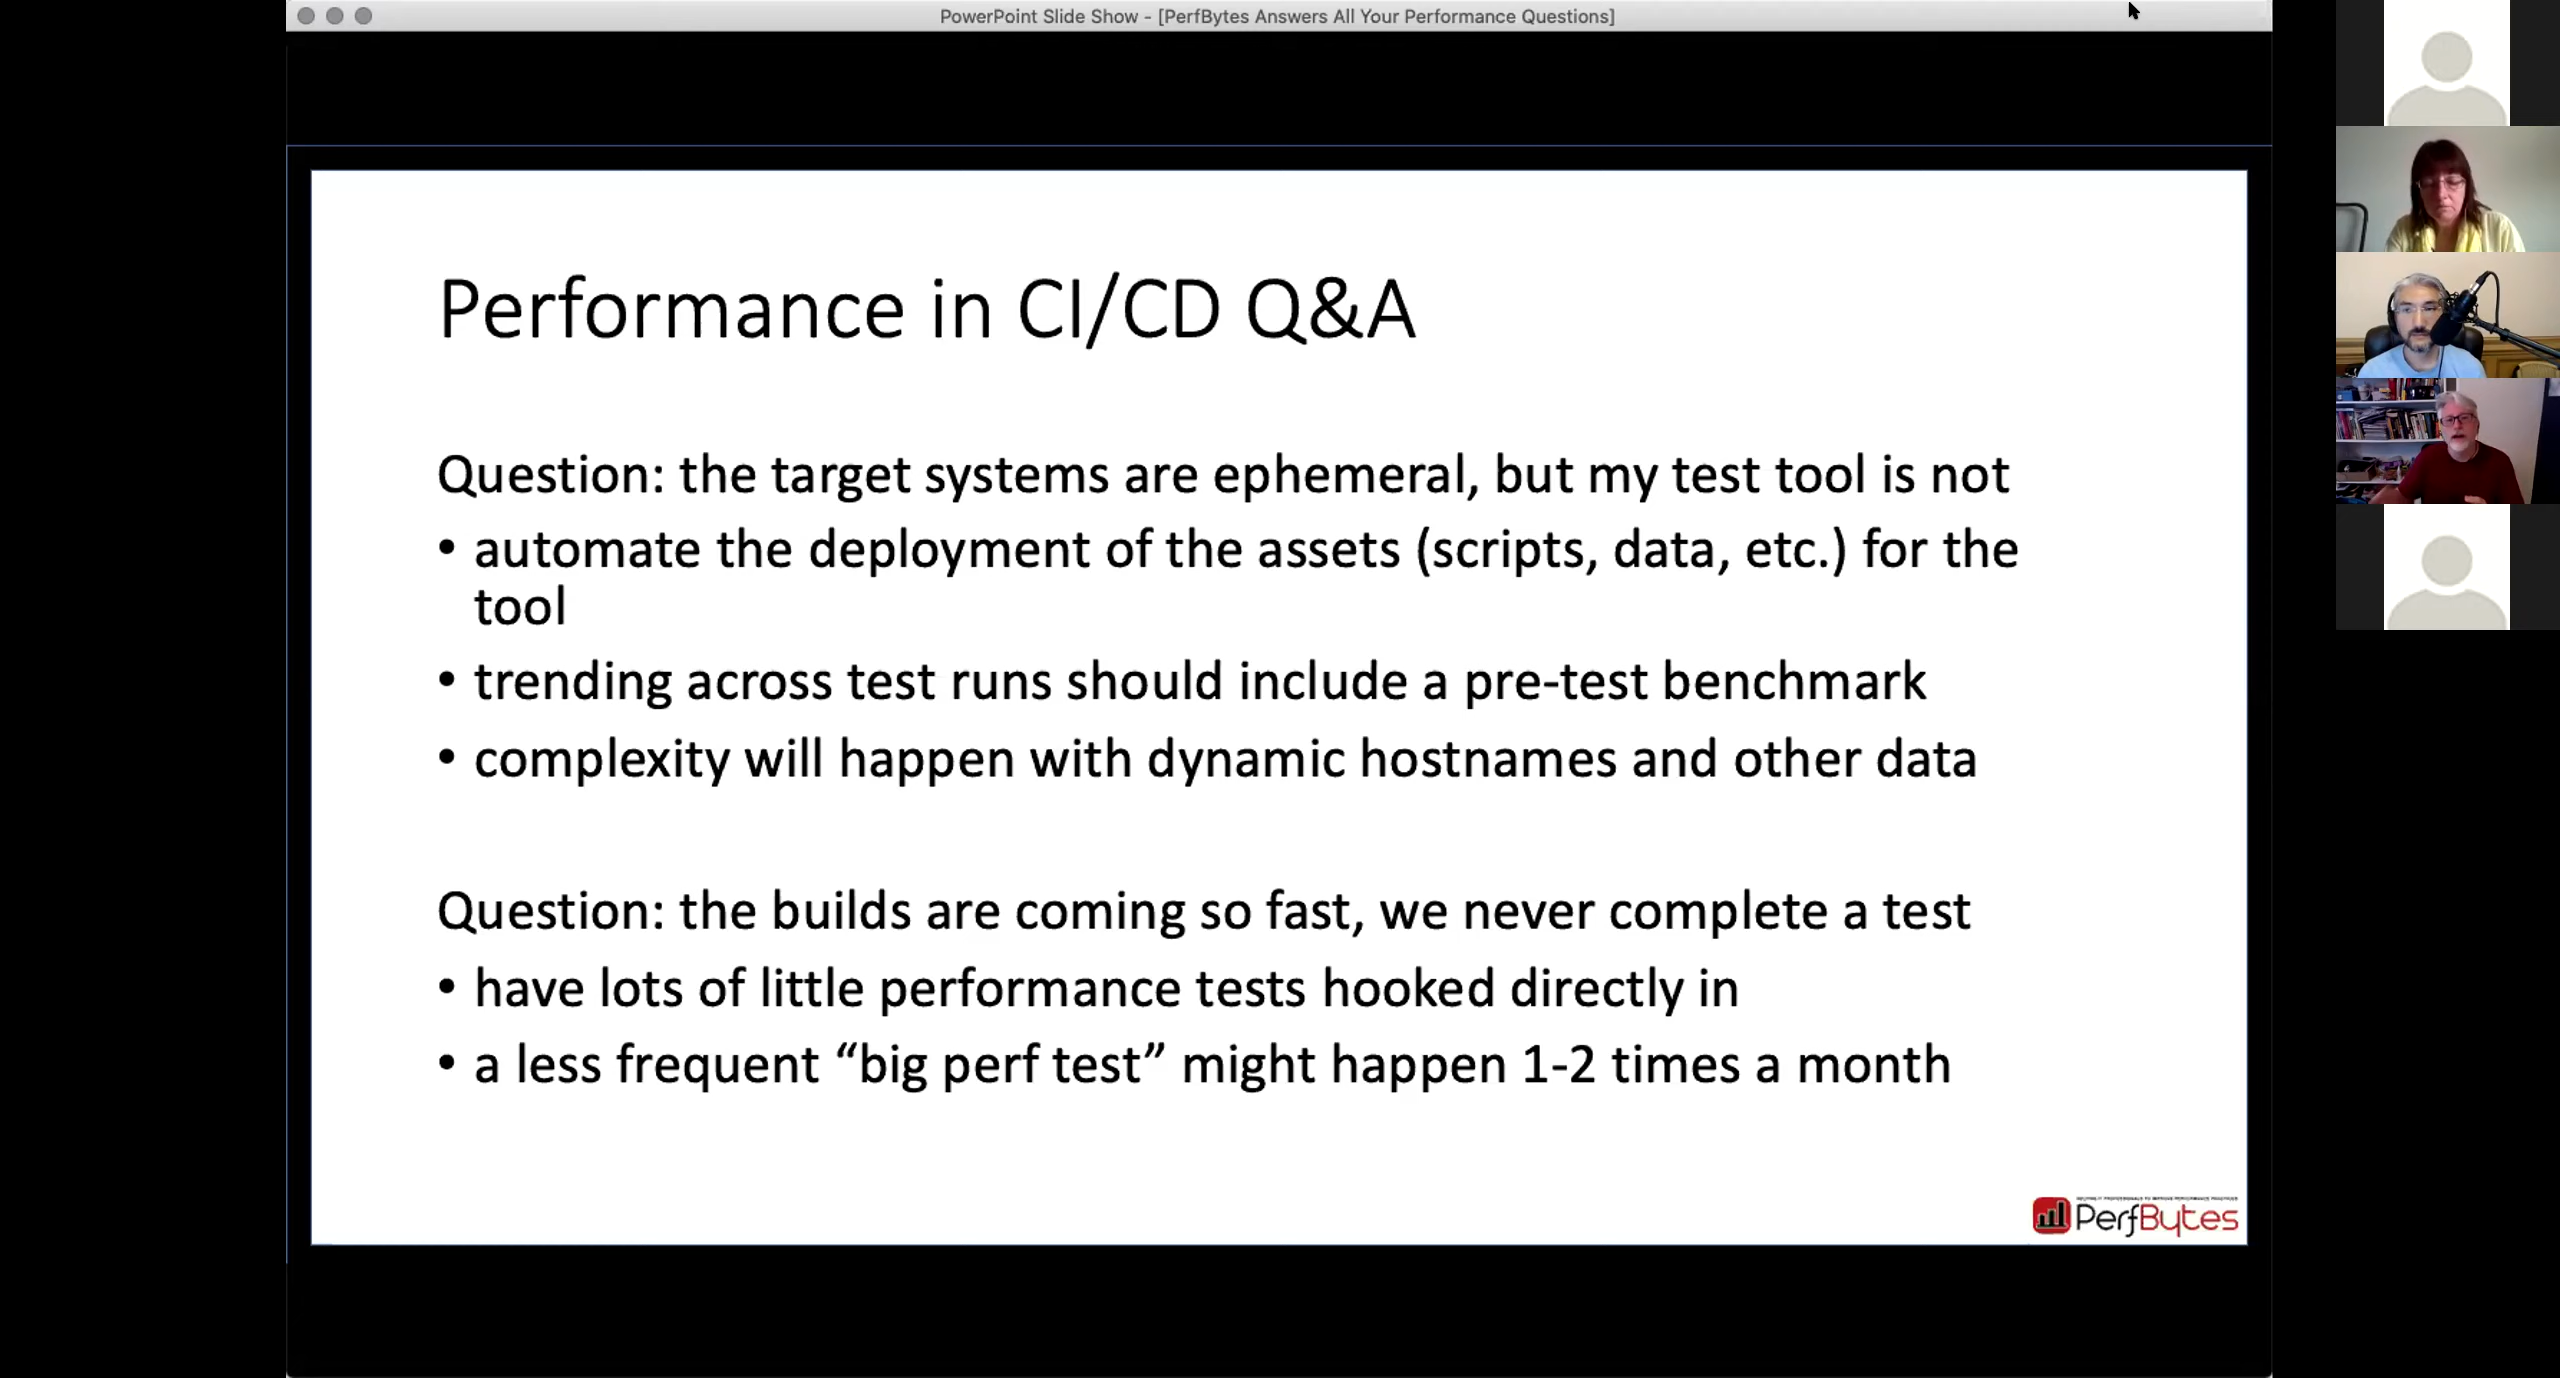 PowerPoint Slide Show - [PerfBytes Answers All Your Performance Questions]
Performance in CI/CD Q&A
Question: the target systems are ephemeral, but my test tool is not
• automate the deployment of the assets (scripts, data, etc.) for the
tool
• trending across test runs should include a pre-test benchmark
• complexity will happen with dynamic hostnames and other data
Question: the builds are coming so fast, we never complete a test
• have lots of little performance tests hooked directly in
• a less frequent “big perf test” might happen 1-2 times a month
PerfBytes